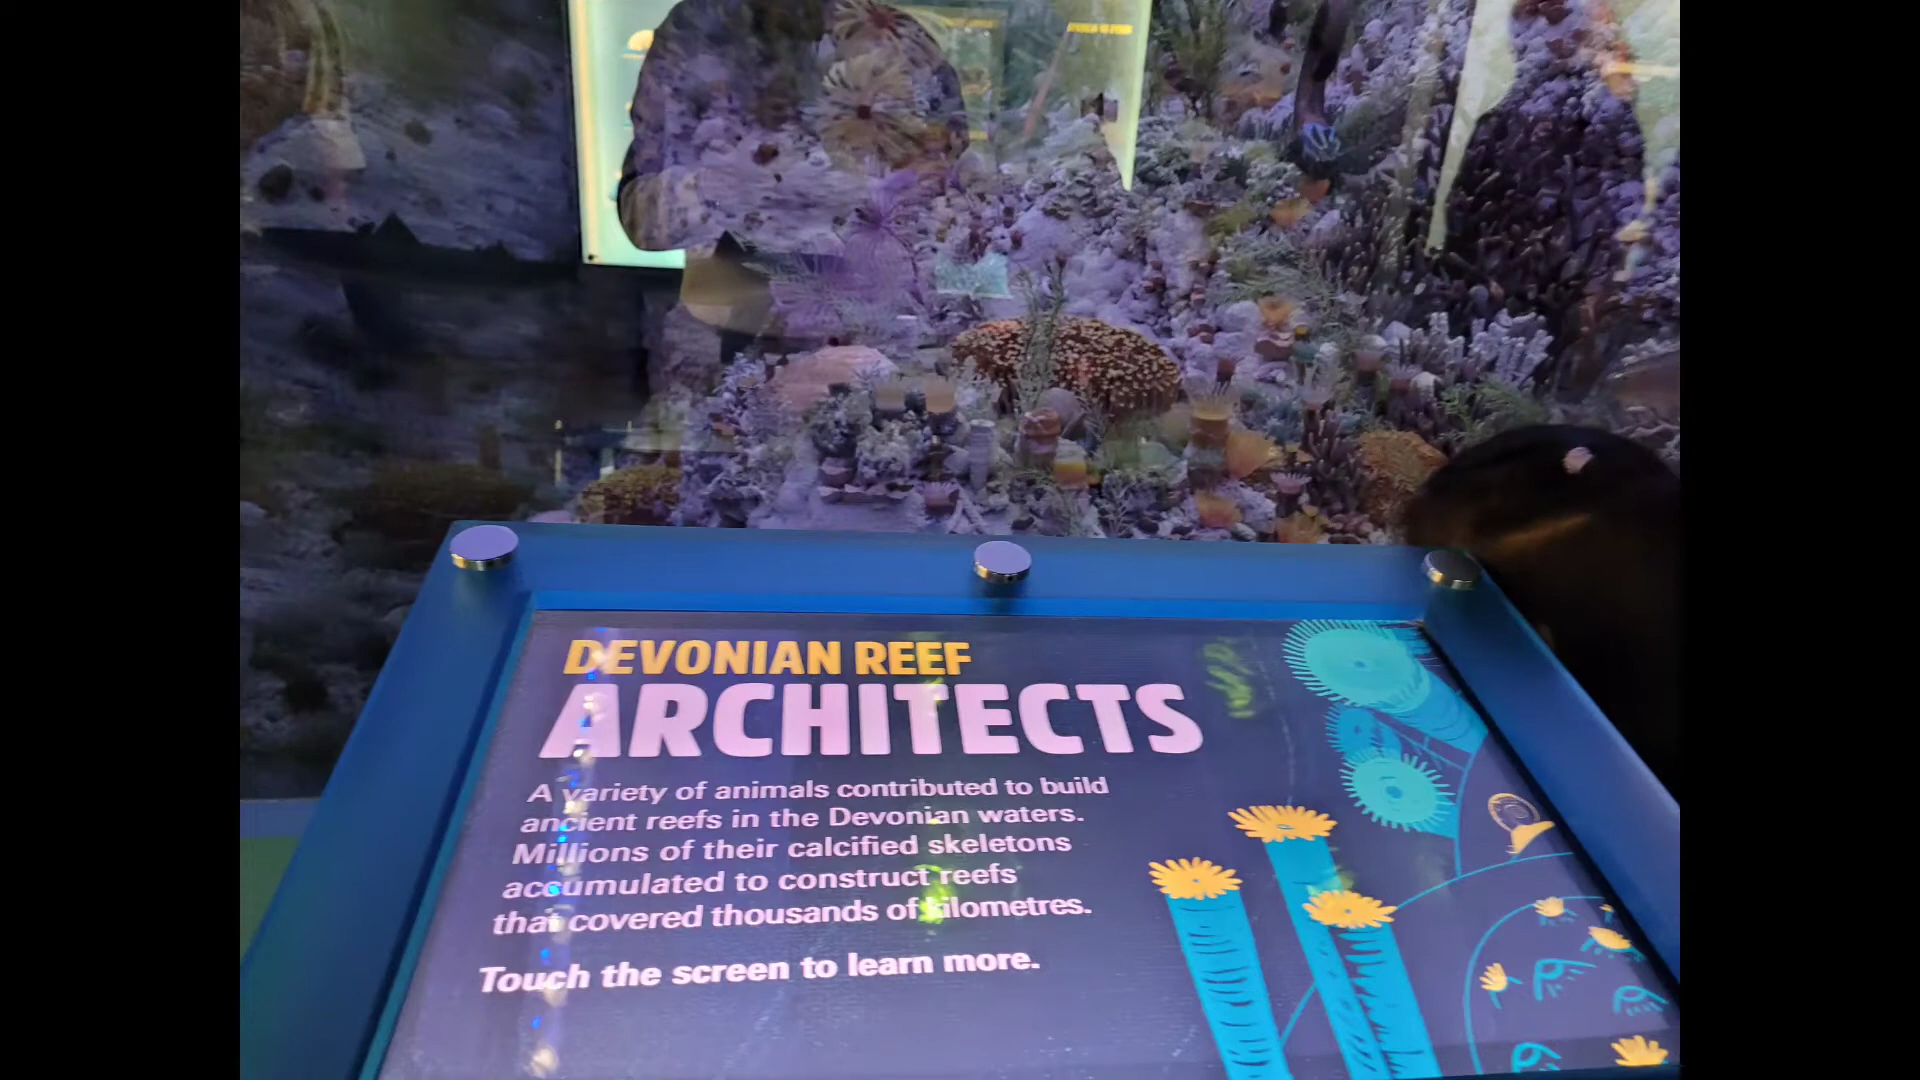 DEVONIAN REEF
ARCHITECTS
A variety of animals contributed to build
ancient reefs in the Devonian waters.
Millions of their calcified skeletons
accumulated to construct reefs
that covered thousands of kilometres.
Touch the screen to learn more.